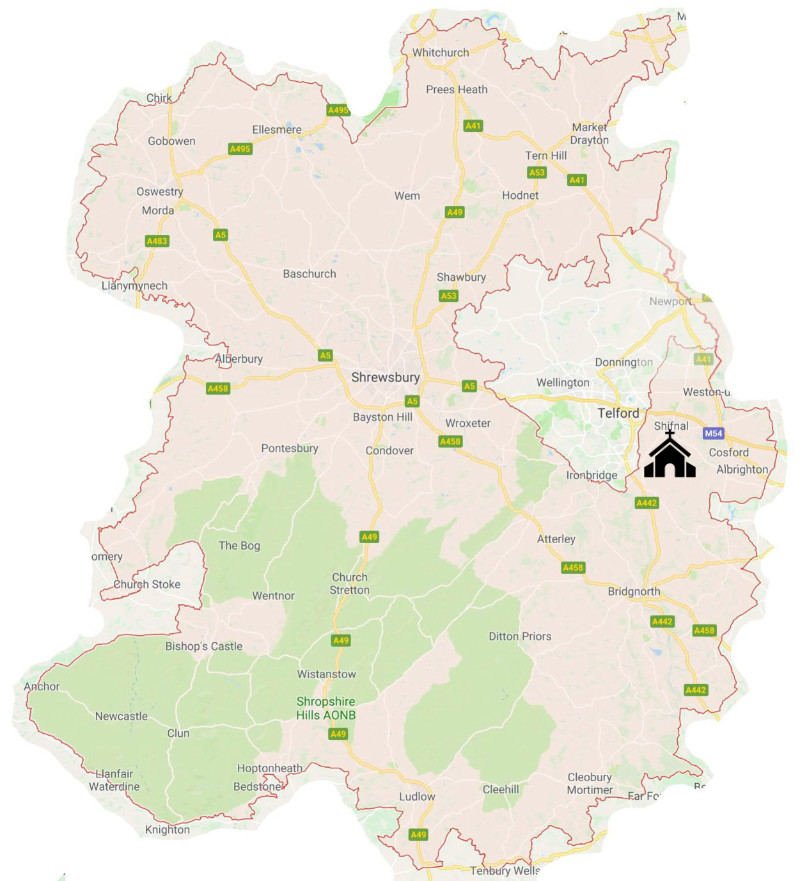 M
Whitchurch
Prees Heath
Chirk
A495
Ellesmere
A41
Market
Drayton
Gobowen
A495
Tern Hill
A53
A41
Oswestry
Wem
Hodnet
Morda
A49
A483
A5
Baschurch
Shawbury
Llanymynech
A53
Newport
Alberbury
A5
A41
Donnington
Shrewsbury
Wellington
A458
A5
Weston-u
A5
Telford
Bayston Hill
Wroxeter
Shifnal
M54
A458
Pontesbury
Condover
Cosford
Albrighton
Ironbridge
A442
A49
Atterley
The Bog
omery
A458
Church Stoke
Church
Stretton
Wentnor
Bridgnorth
A442
A458
Bishop's Castle
A49
Ditton Priors
Wistanstow
Anchor
A442
Shropshire
Hills AONB
Newcastle
Clun
A49
Hoptonheath
Llanfair
Waterdine
Bedstone
Cleobury
Mortimer
Ludlow
Cleehill
Far Fo
Knighton
A49
Tenbury Wells